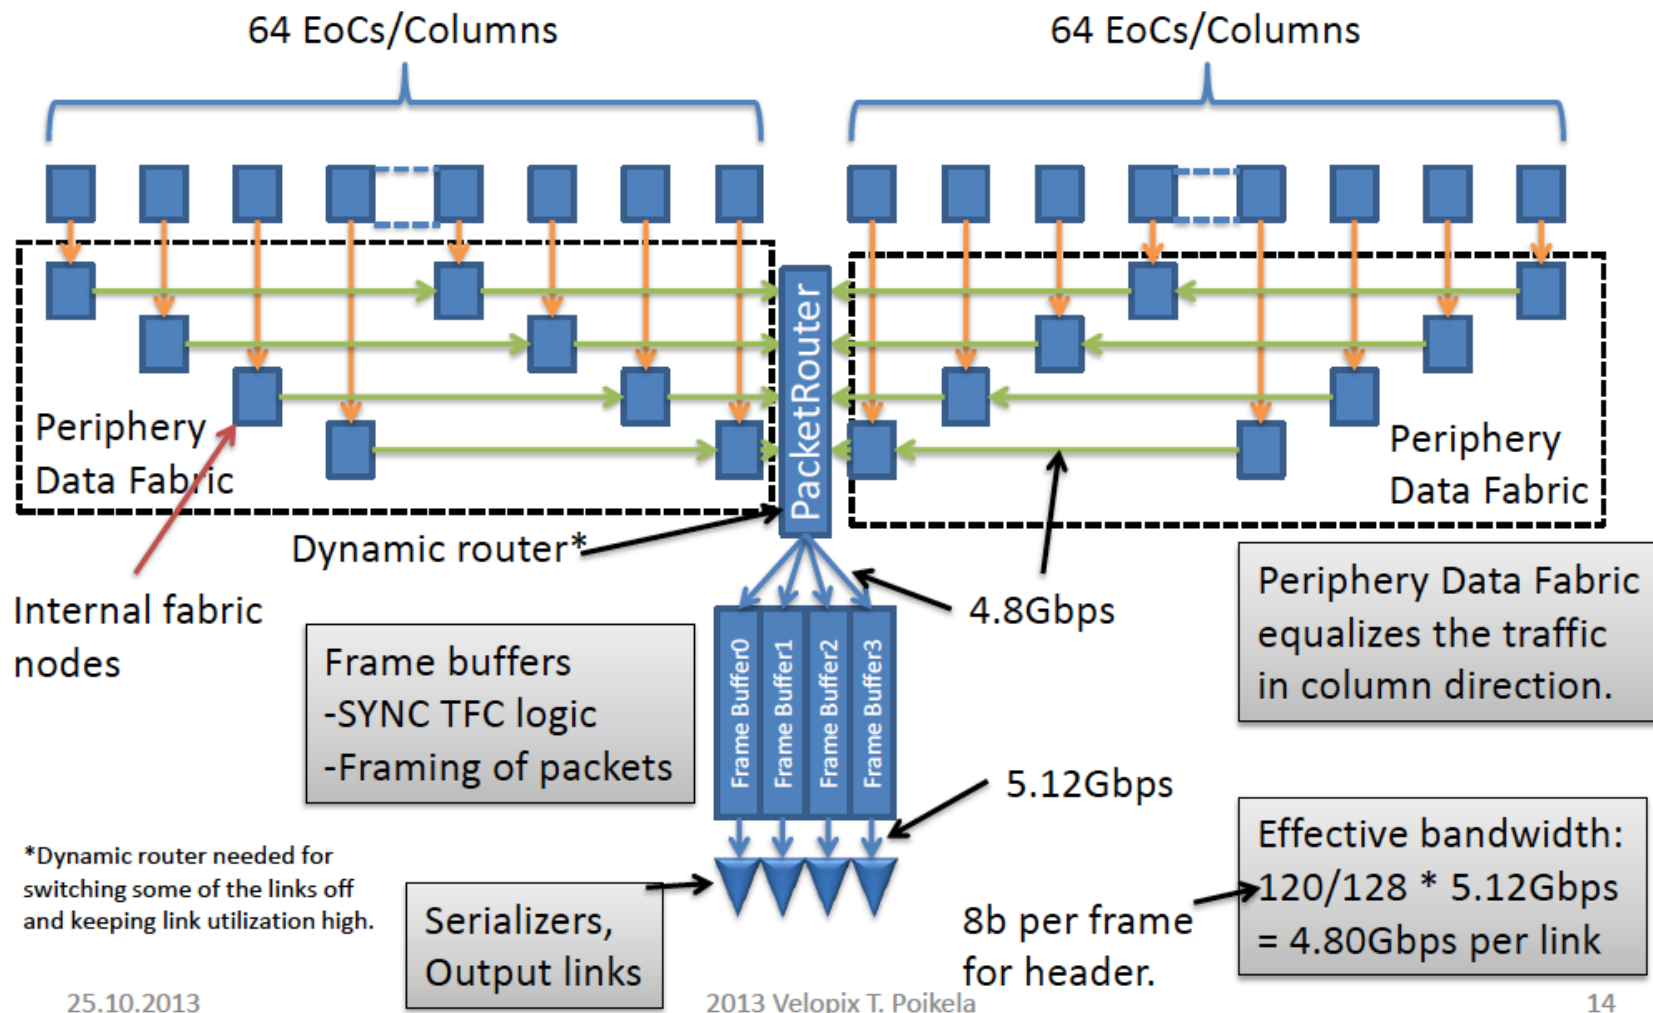 64 EoCs/Columns
64 EoCs/Columns
PacketRouter
Periphery
Data Fabric
Periphery
Data Fabric
Dynamic router*
Internal fabric
nodes
4.8Gbps
Periphery Data Fabric
equalizes the traffic
in column direction.
Frame buffers
-SYNC TFC logic
-Framing of packets
Frame Buffer0
Frame Buffer1
Frame Buffer2
Frame Buffer3
5.12Gbps
*Dynamic router needed for
switching some of the links off
and keeping link utilization high.
Serializers,
Output links
8b per frame
for header.
Effective bandwidth:
120/128 * 5.12Gbps
= 4.80Gbps per link
25.10.2013
2013 Velopix T. Poikela
14